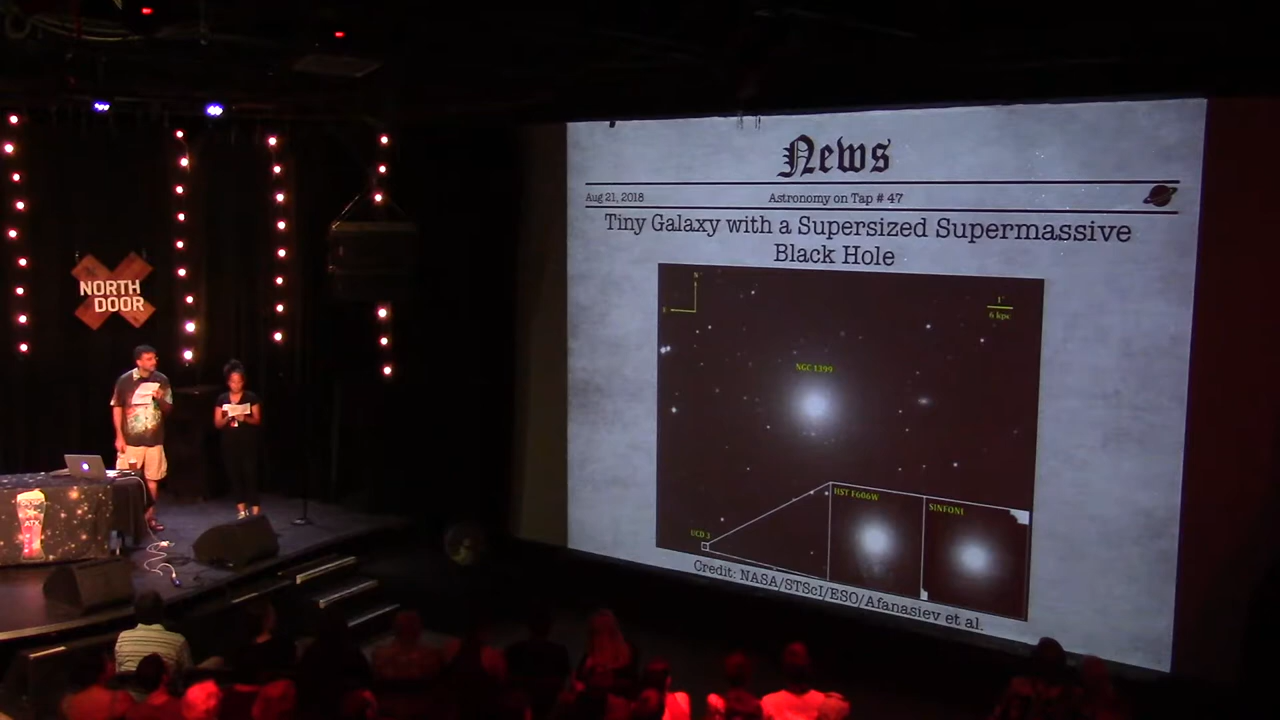 News
Aug 21, 2018
Astronomy on Tap # 47
Tiny Galaxy with a Supersized Supermassive
Black Hole
N
E
1'
6 kpc
NGC 1399
HST F606W
SINFONI
UCD 3
Credit: NASA/STScI/ESO/Afanasiev et al.
NORTH
DOOR
ATX